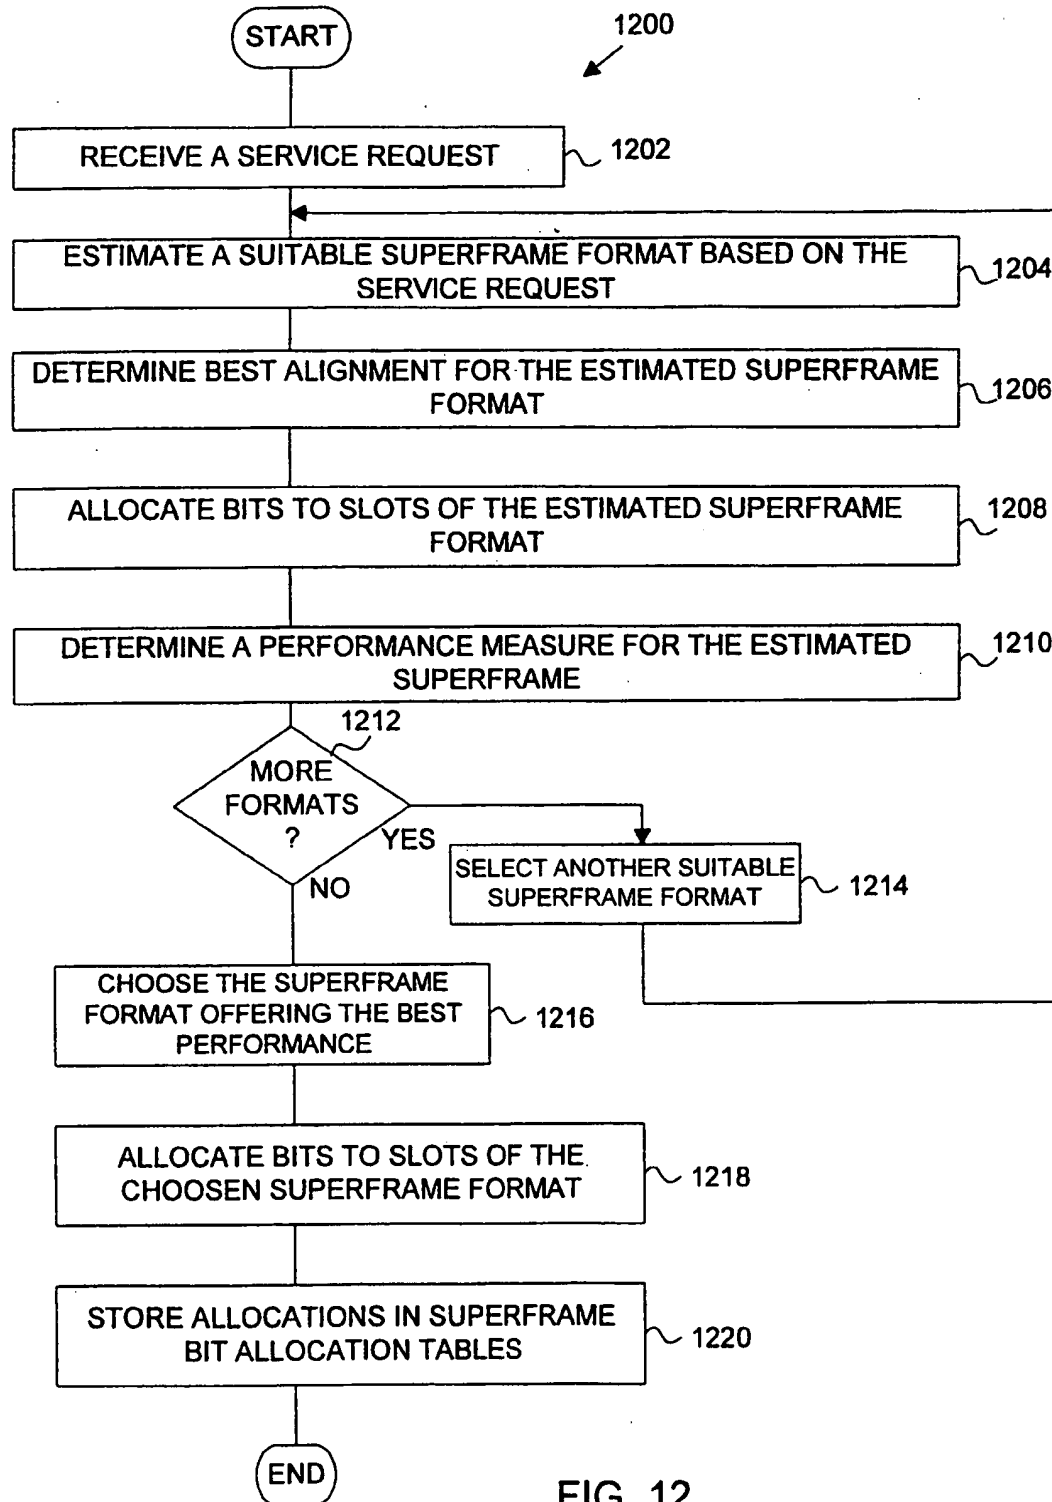 START
1200
RECEIVE A SERVICE REQUEST
1202
ESTIMATE A SUITABLE SUPERFRAME FORMAT BASED ON THE
SERVICE REQUEST
1204
DETERMINE BEST ALIGNMENT FOR THE ESTIMATED SUPERFRAME
FORMAT
1206
ALLOCATE BITS TO SLOTS OF THE ESTIMATED SUPERFRAME
FORMAT
1208
DETERMINE A PERFORMANCE MEASURE FOR THE ESTIMATED
SUPERFRAME
1210
1212
MORE
FORMATS
?
YES
NO
SELECT ANOTHER SUITABLE
SUPERFRAME FORMAT
1214
CHOOSE THE SUPERFRAME
FORMAT OFFERING THE BEST
PERFORMANCE
1216
ALLOCATE BITS TO SLOTS OF THE
CHOOSEN SUPERFRAME FORMAT
1218
STORE ALLOCATIONS IN SUPERFRAME
BIT ALLOCATION TABLES
1220
END
FIG. 12